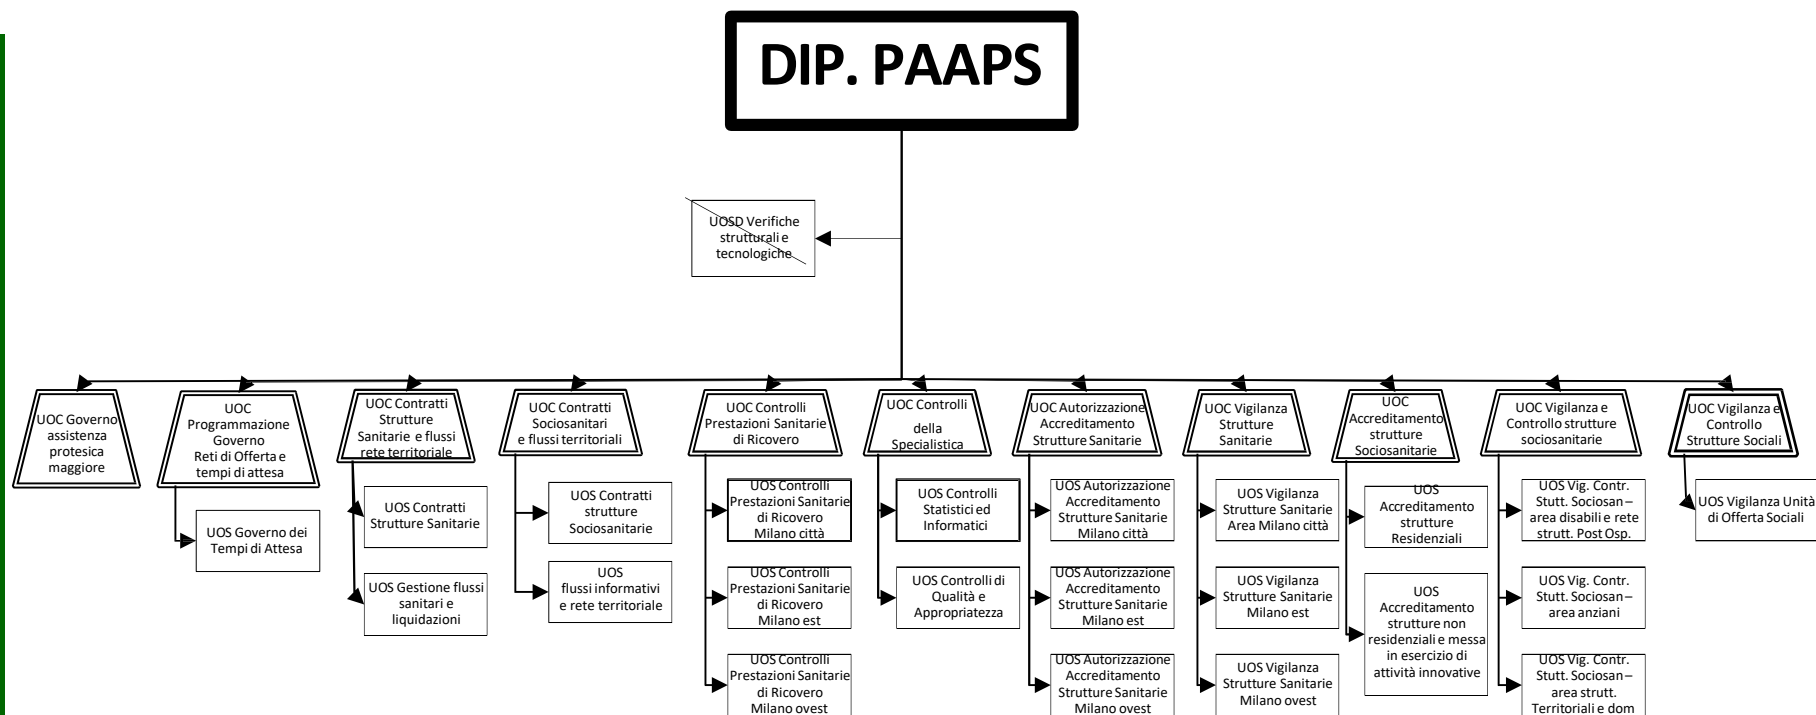 DIP. PAAPS
UOSD Verifiche
strutturali e
tecnologiche
UOC Governo
assistenza
protesica
maggiore
UOC
Programmazione
Governo
Reti di Offerta e
tempi di attesa
UOS Governo dei
Tempi di Attesa
UOC Contratti
Strutture
Sanitarie e flussi
rete territoriale
UOS Contratti
Strutture Sanitarie
UOS Gestione flussi
sanitari e
liquidazioni
UOC Contratti
Sociosanitari
e flussi territoriali
UOS Contratti
strutture
Sociosanitarie
UOS
flussi informativi
e rete territoriale
UOC Controlli
Prestazioni Sanitarie
di Ricovero
UOS Controlli
Prestazioni Sanitarie
di Ricovero
Milano città
UOS Controlli
Prestazioni Sanitarie
di Ricovero
Milano est
UOS Controlli
Prestazioni Sanitarie
di Ricovero
Milano ovest
UOC Controlli
della
Specialistica
UOS Controlli
Statistici ed
Informatici
UOS Controlli di
Qualità e
Appropriatezza
UOC Autorizzazione
Accreditamento
Strutture Sanitarie
UOS Autorizzazione
Accreditamento
Strutture Sanitarie
Milano città
UOS Autorizzazione
Accreditamento
Strutture Sanitarie
Milano est
UOS Autorizzazione
Accreditamento
Strutture Sanitarie
Milano ovest
UOC Vigilanza
Strutture
Sanitarie
UOS Vigilanza
Strutture Sanitarie
Area Milano città
UOS Vigilanza
Strutture Sanitarie
Milano est
UOS Vigilanza
Strutture Sanitarie
Milano ovest
UOC
Accreditamento
strutture
Sociosanitarie
UOS
Accreditamento
strutture
Residenziali
UOS
Accreditamento
strutture non
residenziali e messa
in esercizio di
attività innovative
UOC Vigilanza e
Controllo strutture
sociosanitarie
UOS Vig. Contr.
Stutt. Sociosan –
area disabili e rete
strutt. Post Osp.
UOS Vig. Contr.
Stutt. Sociosan –
area anziani
UOS Vig. Contr.
Stutt. Sociosan –
area strutt.
Territoriali e dom
UOC Vigilanza e
Controllo
Strutture Sociali
UOS Vigilanza Unità
di Offerta Sociali